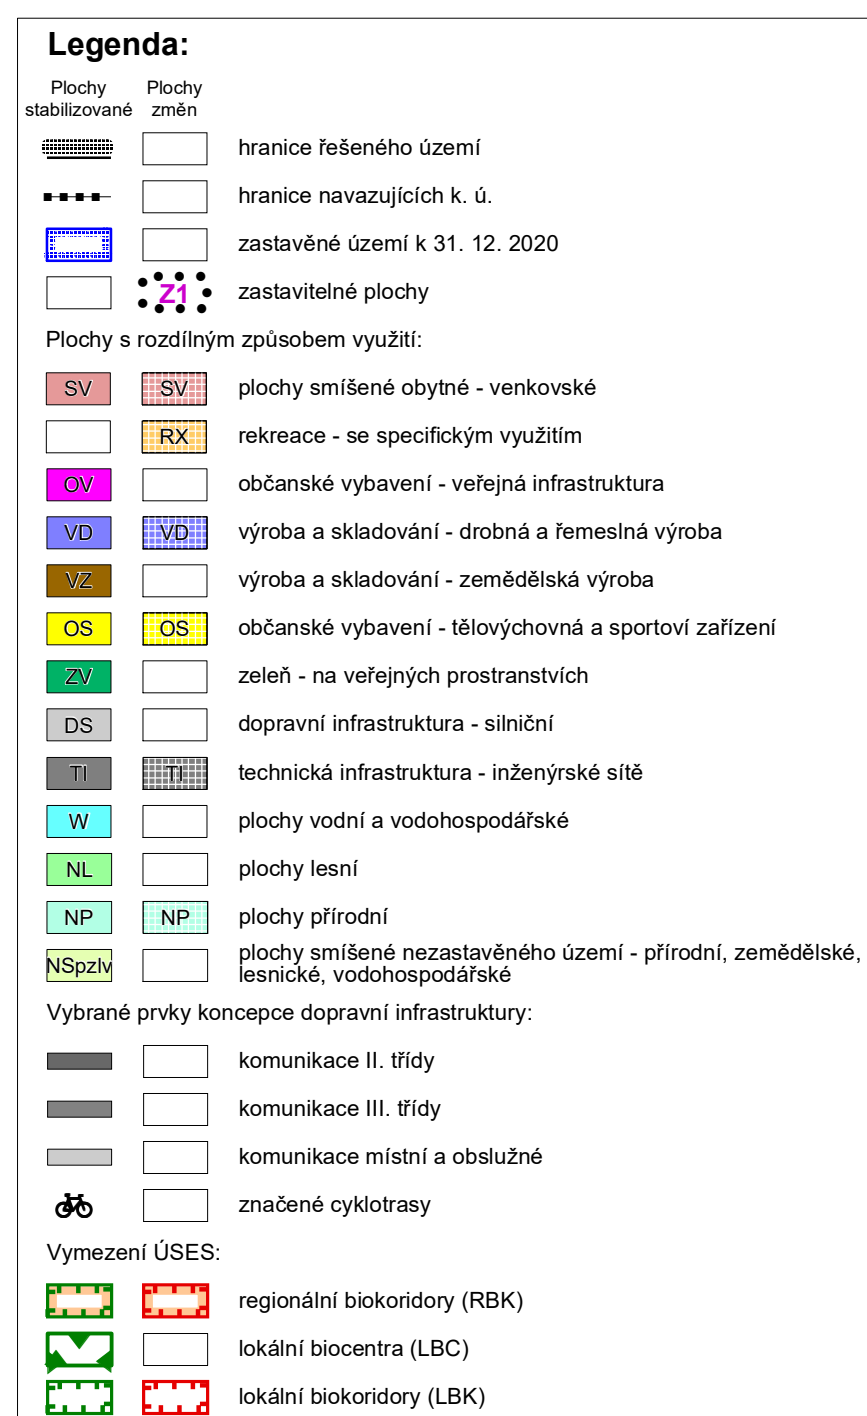 Legenda:
Plochy Plochy
stabilizované změn
hranice řešeného území
hranice navazujících k. ú.
zastavěné území k 31. 12. 2020
Z1 zastavitelné plochy
Plochy s rozdílným způsobem využití:
SV SV plochy smíšené obytné - venkovské
RX rekreace - se specifickým využitím
OV občanské vybavení - veřejná infrastruktura
VD VD výroba a skladování - drobná a řemeslná výroba
VZ výroba a skladování - zemědělská výroba
OS OS občanské vybavení - tělovýchovná a sportoví zařízení
ZV zeleň - na veřejných prostranstvích
DS dopravní infrastruktura - silniční
TI TI technická infrastruktura - inženýrské sítě
W plochy vodní a vodohospodářské
NL plochy lesní
NP NP plochy přírodní
NSpzlv plochy smíšené nezastavěného území - přírodní, zemědělské,
lesnické, vodohospodářské
Vybrané prvky koncepce dopravní infrastruktury:
komunikace II. třídy
komunikace III. třídy
komunikace místní a obslužné
značené cyklotrasy
Vymezení ÚSES:
regionální biokoridory (RBK)
lokální biocentra (LBC)
lokální biokoridory (LBK)